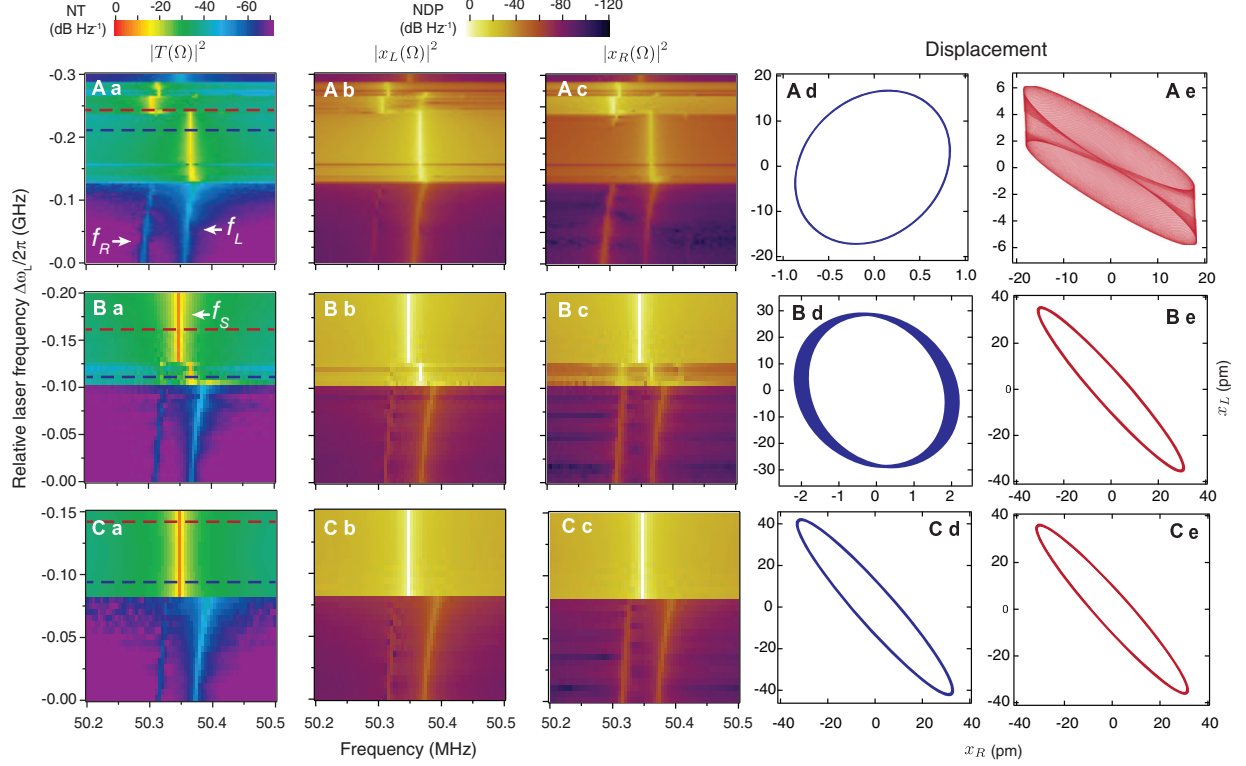 NT
(dB Hz⁻¹)
0 -20 -40 -60
NDP
(dB Hz⁻¹)
0 -40 -80 -120
|T(Ω)|²
|x_L(Ω)|²
|x_R(Ω)|²
Displacement
Relative laser frequency Δω_L/2π (GHz)
-0.3
-0.2
-0.1
-0.0
A a
f_R
f_L
A b
A c
A d
20
10
0
-10
-20
-1.0 -0.5 0.0 0.5 1.0
A e
6
4
2
0
-2
-4
-6
-20 -10 0 10 20
-0.20
-0.15
-0.10
-0.05
-0.00
B a
f_S
B b
B c
B d
30
20
10
0
-10
-20
-30
-2 -1 0 1 2
B e
40
20
0
-20
-40
-40 -20 0 20 40
x_L (pm)
-0.15
-0.10
-0.05
-0.00
C a
50.2 50.3 50.4 50.5
C b
50.2 50.3 50.4 50.5
C c
50.2 50.3 50.4 50.5
Frequency (MHz)
C d
40
20
0
-20
-40
-40 -20 0 20 40
C e
40
20
0
-20
-40
-40 -20 0 20 40
x_R (pm)